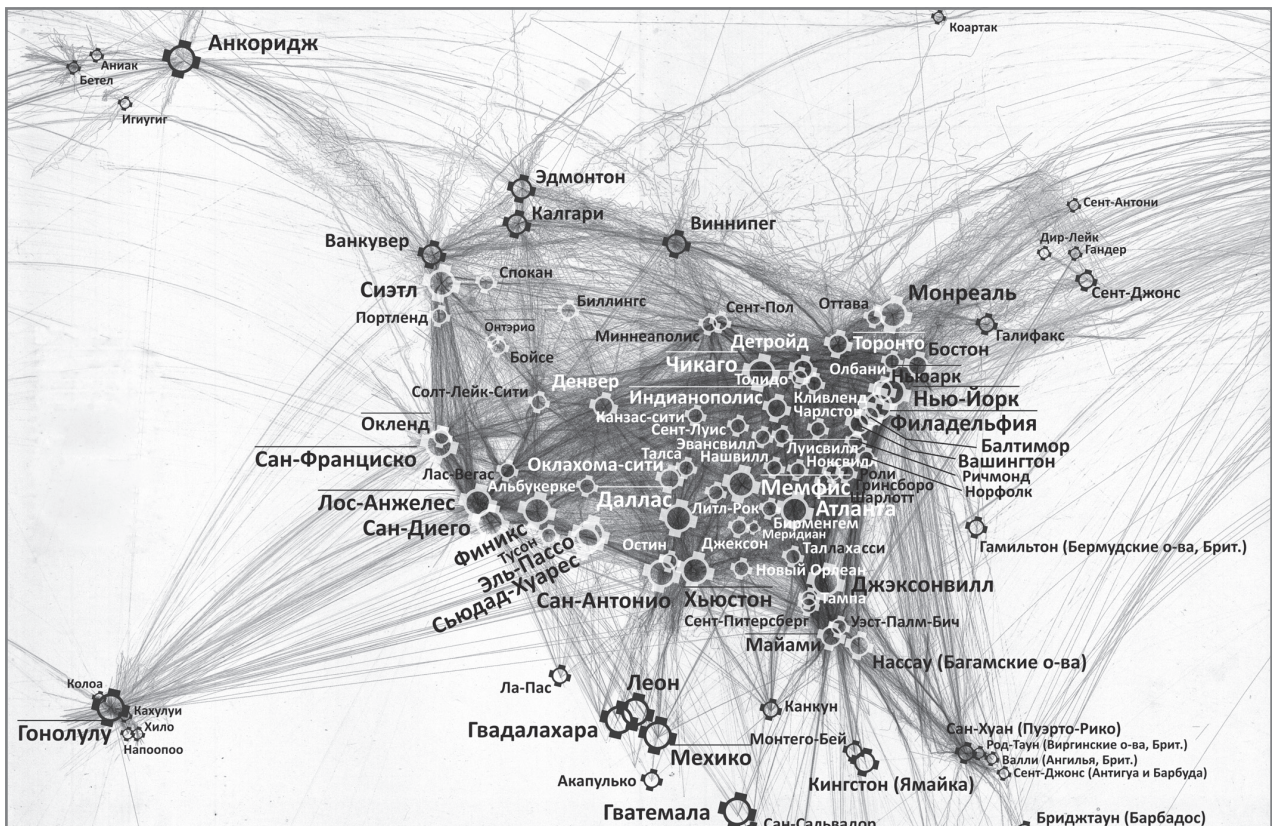 Коартак
Анкоридж
Аниак
Бетел
Игиугиг
Эдмонтон
Калгари
Сент-Антони
Виннипег
Ванкувер
Дир-Лейк
Гандер
Спокан
Сиэтл
Сент-Джонс
Монреаль
Биллингс
Оттава
Сент-Пол
Портленд
Онтэрио
Миннеаполис
Галифакс
Детройд
Торонто
Бостон
Бойсе
Чикаго
Олбани
Толидо
Ньюарк
Денвер
Солт-Лейк-Сити
Индианополис
Кливленд
Нью-Йорк
Канзас-сити
Чарлстон
Окленд
Филадельфия
Сент-Луис
Эвансвилл
Луисвилл
Балтимор
Сан-Франциско
Талса
Нашвилл
Ноксвилл
Вашингтон
Оклахома-сити
Лас-Вегас
Роли
Ричмонд
Альбукерке
Мемфис
Гринсборо
Норфолк
Лос-Анжелес
Даллас
Шарлотт
Литл-Рок
Атланта
Сан-Диего
Бирменгем
Финикс
Меридиан
Тусон
Остин
Джексон
Таллахасси
Гамильтон (Бермудские о-ва, Брит.)
Эль-Пассо
Новый Орлеан
Сьюдад-Хуарес
Джэксонвилл
Сан-Антонио
Хьюстон
Тампа
Сент-Питерсберг
Уэст-Палм-Бич
Майами
Нассау (Багамские о-ва)
Колоа
Ла-Пас
Леон
Кахулуи
Канкун
Гонолулу
Хило
Гвадалахара
Сан-Хуан (Пуэрто-Рико)
Напоопоо
Монтего-Бей
Род-Таун (Виргинские о-ва, Брит.)
Мехико
Валли (Ангилья, Брит.)
Сент-Джонс (Антигуа и Барбуда)
Акапулько
Кингстон (Ямайка)
Гватемала
Сан-Сальвадор
Бриджтаун (Барбадос)